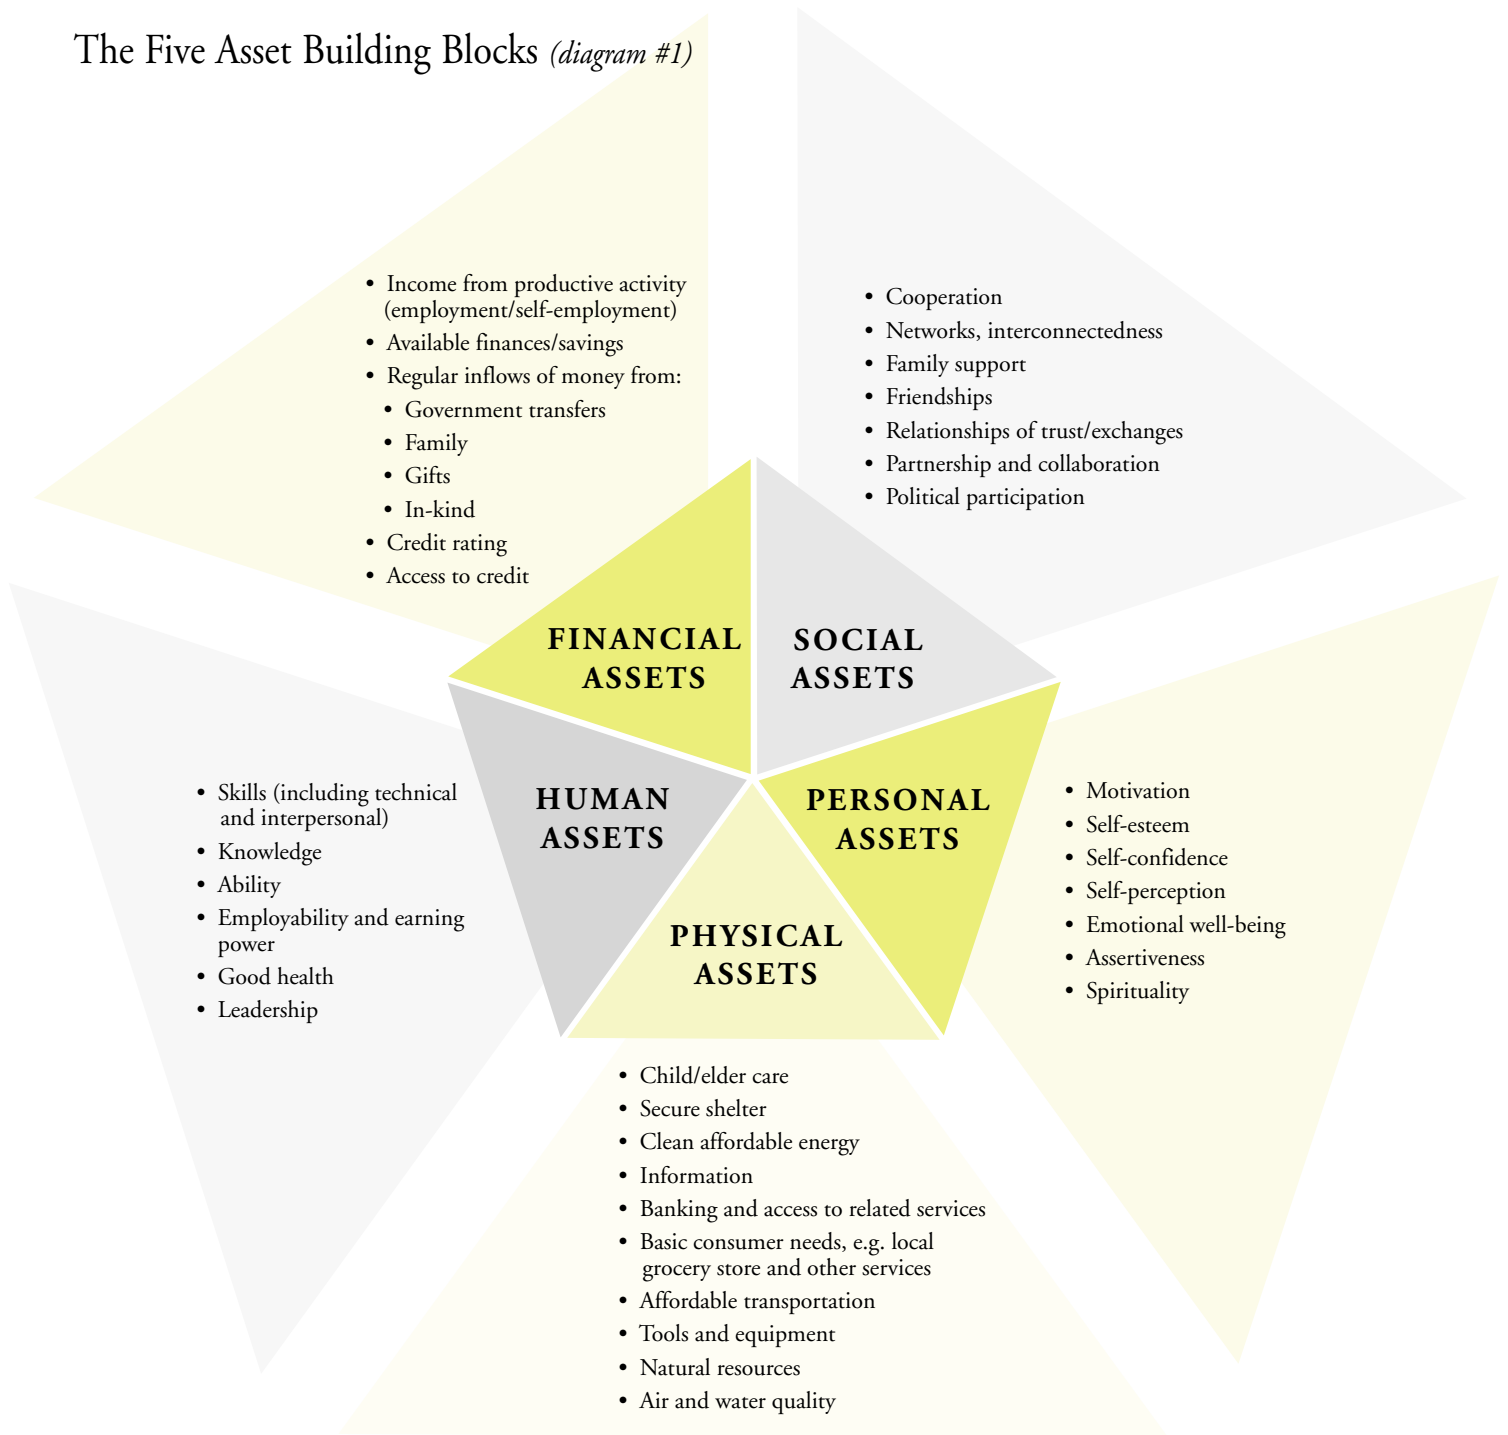 The Five Asset Building Blocks (diagram #1)
• Income from productive activity
(employment/self-employment)
• Available finances/savings
• Regular inflows of money from:
• Government transfers
• Family
• Gifts
• In-kind
• Credit rating
• Access to credit
• Cooperation
• Networks, interconnectedness
• Family support
• Friendships
• Relationships of trust/exchanges
• Partnership and collaboration
• Political participation
FINANCIAL
ASSETS
SOCIAL
ASSETS
• Skills (including technical
and interpersonal)
• Knowledge
• Ability
• Employability and earning
power
• Good health
• Leadership
HUMAN
ASSETS
PERSONAL
ASSETS
• Motivation
• Self-esteem
• Self-confidence
• Self-perception
• Emotional well-being
• Assertiveness
• Spirituality
PHYSICAL
ASSETS
• Child/elder care
• Secure shelter
• Clean affordable energy
• Information
• Banking and access to related services
• Basic consumer needs, e.g. local
grocery store and other services
• Affordable transportation
• Tools and equipment
• Natural resources
• Air and water quality